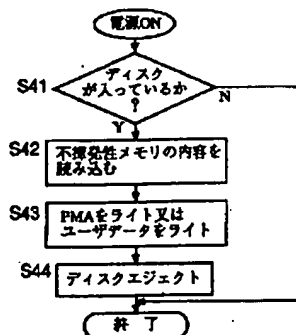 電源ON
S41
ディスク
が入っているか
?
N
Y
S42
不揮発性メモリの内容を
読み込む
S43
PMAをライト又は
ユーザデータをライト
S44
ディスクエジェクト
終了